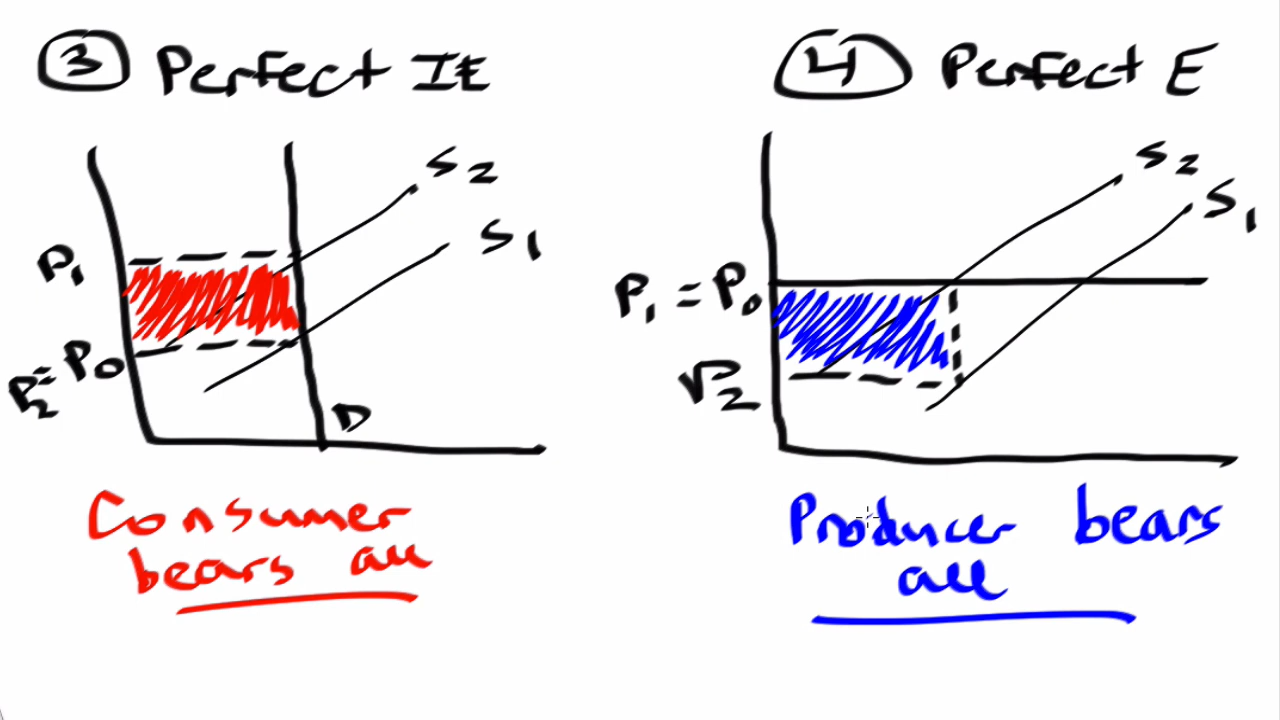 3 Perfect IE
S2
S1
P1
P2 = P0
D
Consumer
bears all
4 Perfect E
S2
S1
P1 = P0
P2
Producer bears
all